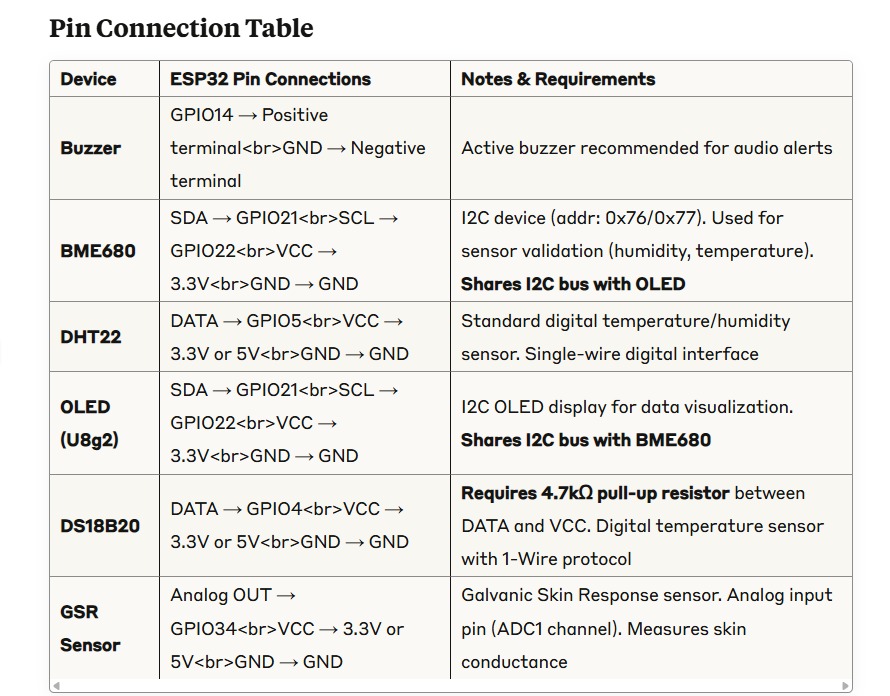 Pin Connection Table
Device
ESP32 Pin Connections
Notes & Requirements
Buzzer
GPIO14 → Positive
terminal<br>GND → Negative
terminal
Active buzzer recommended for audio alerts
BME680
SDA → GPIO21<br>SCL →
GPIO22<br>VCC →
3.3V<br>GND → GND
I2C device (addr: 0x76/0x77). Used for
sensor validation (humidity, temperature).
Shares I2C bus with OLED
DHT22
DATA → GPIO5<br>VCC →
3.3V or 5V<br>GND → GND
Standard digital temperature/humidity
sensor. Single-wire digital interface
OLED
(U8g2)
SDA → GPIO21<br>SCL →
GPIO22<br>VCC →
3.3V<br>GND → GND
I2C OLED display for data visualization.
Shares I2C bus with BME680
DS18B20
DATA → GPIO4<br>VCC →
3.3V or 5V<br>GND → GND
Requires 4.7kΩ pull-up resistor between
DATA and VCC. Digital temperature sensor
with 1-Wire protocol
GSR
Sensor
Analog OUT →
GPIO34<br>VCC → 3.3V or
5V<br>GND → GND
Galvanic Skin Response sensor. Analog input
pin (ADC1 channel). Measures skin
conductance